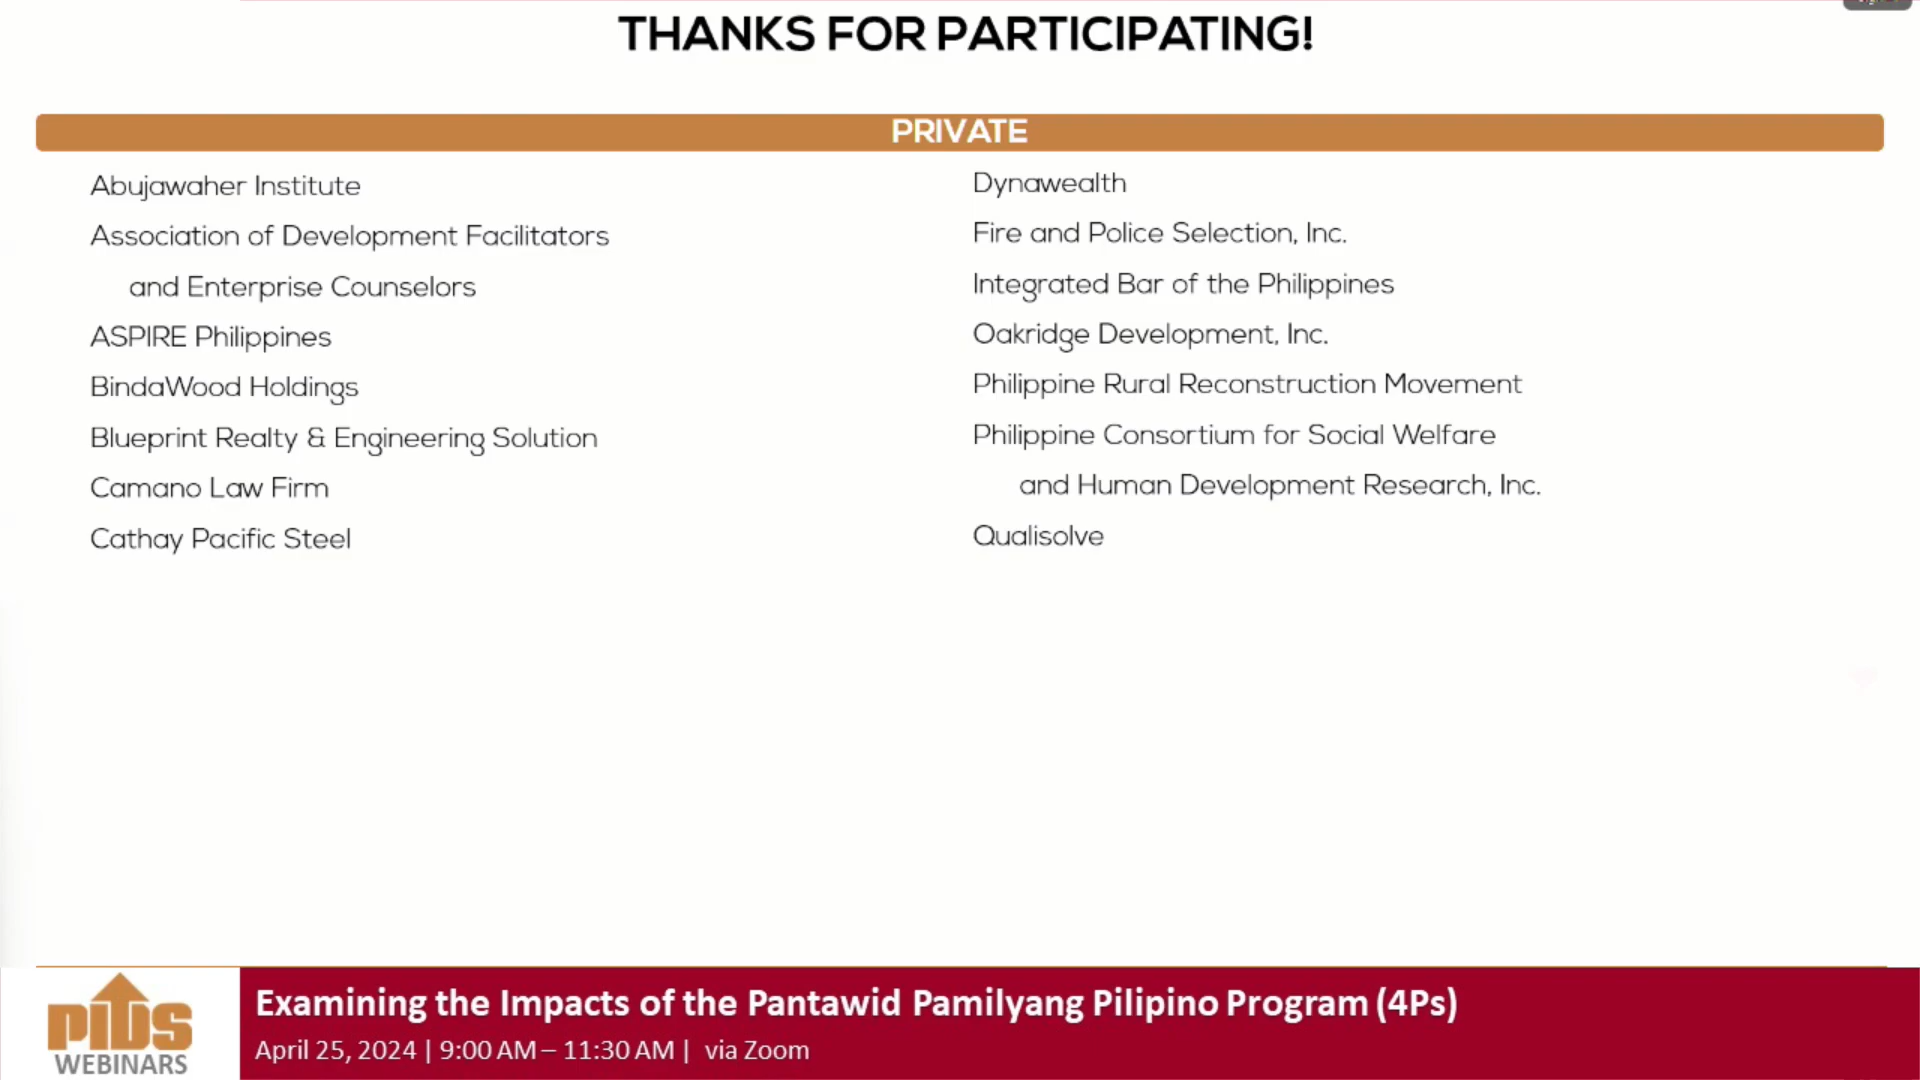 THANKS FOR PARTICIPATING!
PRIVATE
Abujawaher Institute
Association of Development Facilitators
and Enterprise Counselors
ASPIRE Philippines
BindaWood Holdings
Blueprint Realty & Engineering Solution
Camano Law Firm
Cathay Pacific Steel
Dynawealth
Fire and Police Selection, Inc.
Integrated Bar of the Philippines
Oakridge Development, Inc.
Philippine Rural Reconstruction Movement
Philippine Consortium for Social Welfare
and Human Development Research, Inc.
Qualisolve
PIDS
WEBINARS
Examining the Impacts of the Pantawid Pamilyang Pilipino Program (4Ps)
April 25, 2024 | 9:00 AM – 11:30 AM | via Zoom